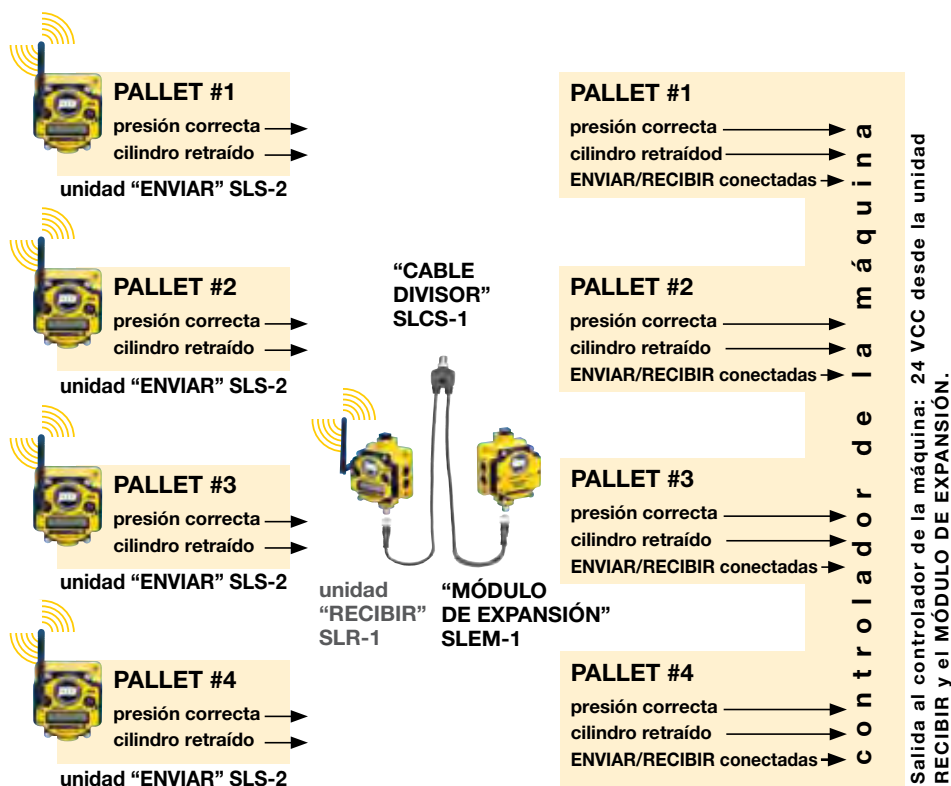 PALLET #1
presión correcta
cilindro retraído
unidad “ENVIAR” SLS-2
PALLET #2
presión correcta
cilindro retraído
unidad “ENVIAR” SLS-2
PALLET #3
presión correcta
cilindro retraído
unidad “ENVIAR” SLS-2
PALLET #4
presión correcta
cilindro retraído
unidad “ENVIAR” SLS-2
“CABLE
DIVISOR”
SLCS-1
unidad
“RECIBIR”
SLR-1
“MÓDULO
DE EXPANSIÓN”
SLEM-1
PALLET #1
presión correcta
cilindro retraídod
ENVIAR/RECIBIR conectadas
PALLET #2
presión correcta
cilindro retraído
ENVIAR/RECIBIR conectadas
PALLET #3
presión correcta
cilindro retraído
ENVIAR/RECIBIR conectadas
PALLET #4
presión correcta
cilindro retraído
ENVIAR/RECIBIR conectadas
controlador de la máquina
Salida al controlador de la máquina: 24 VCC desde la unidad
RECIBIR y el MÓDULO DE EXPANSIÓN.